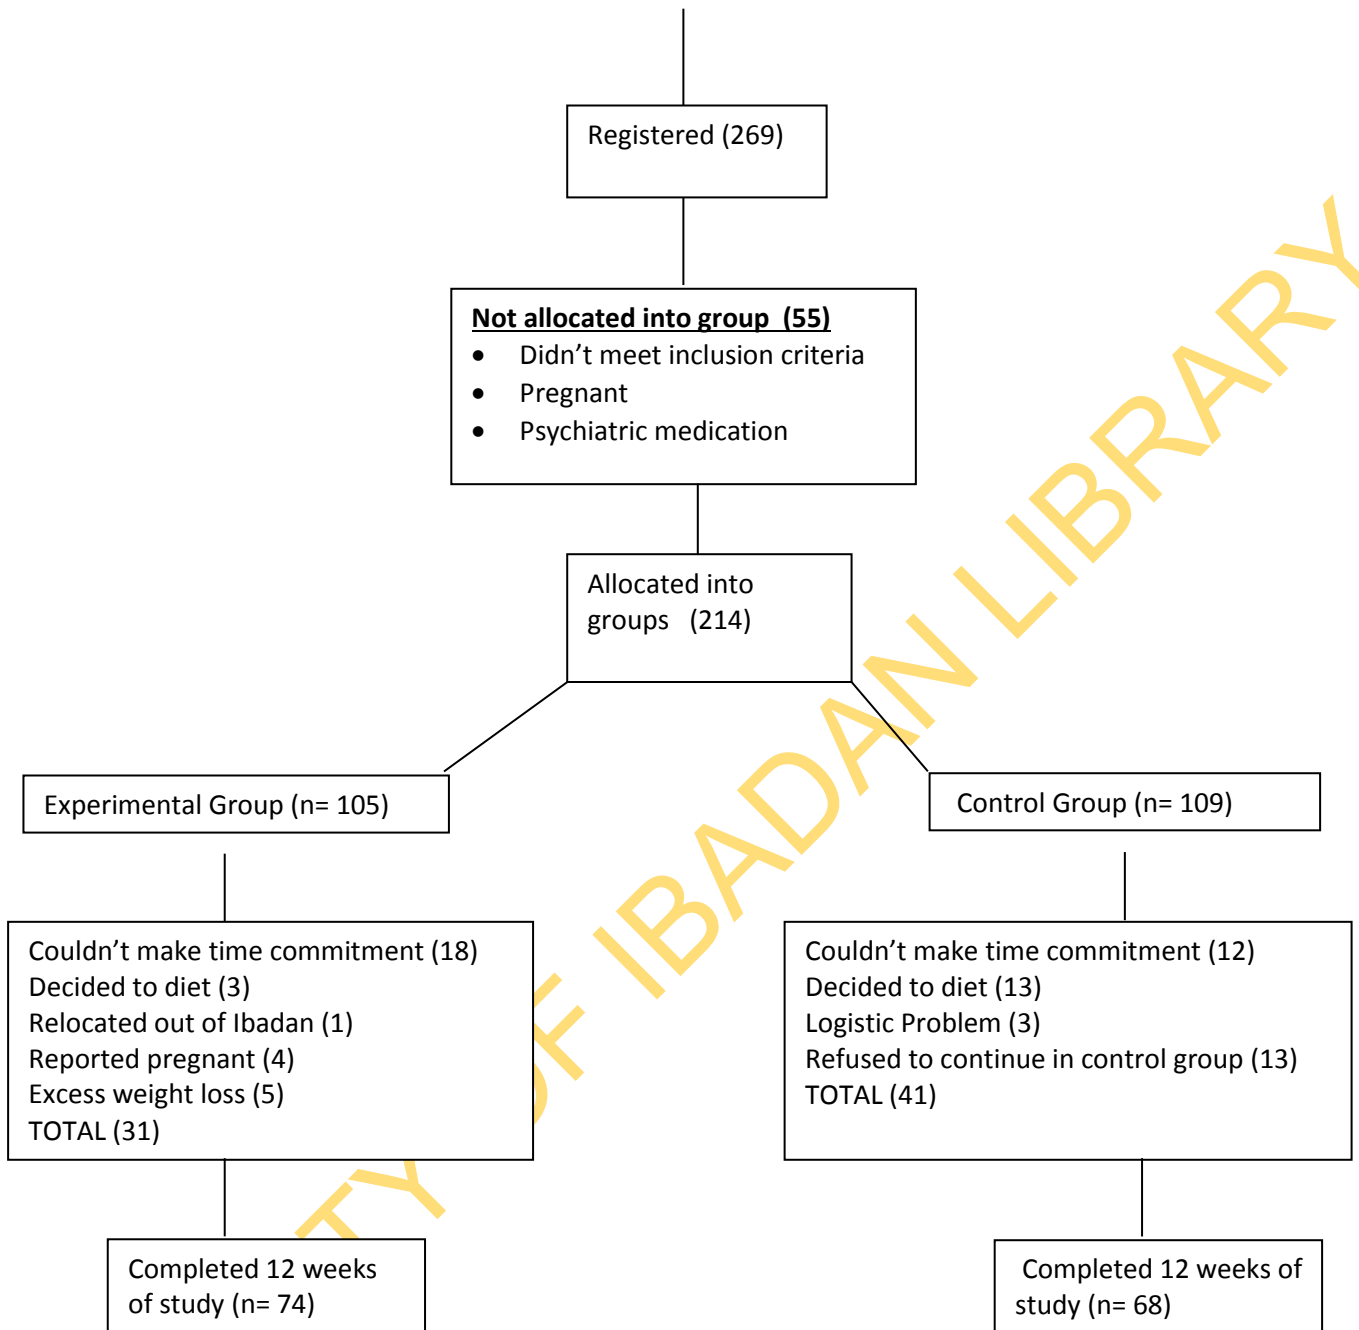 Registered (269)
Not allocated into group (55)
• Didn’t meet inclusion criteria
• Pregnant
• Psychiatric medication
Allocated into
groups (214)
Experimental Group (n= 105)
Control Group (n= 109)
Couldn’t make time commitment (18)
Decided to diet (3)
Relocated out of Ibadan (1)
Reported pregnant (4)
Excess weight loss (5)
TOTAL (31)
Couldn’t make time commitment (12)
Decided to diet (13)
Logistic Problem (3)
Refused to continue in control group (13)
TOTAL (41)
Completed 12 weeks
of study (n= 74)
Completed 12 weeks of
study (n= 68)
TY OF IBADAN LIBRARY